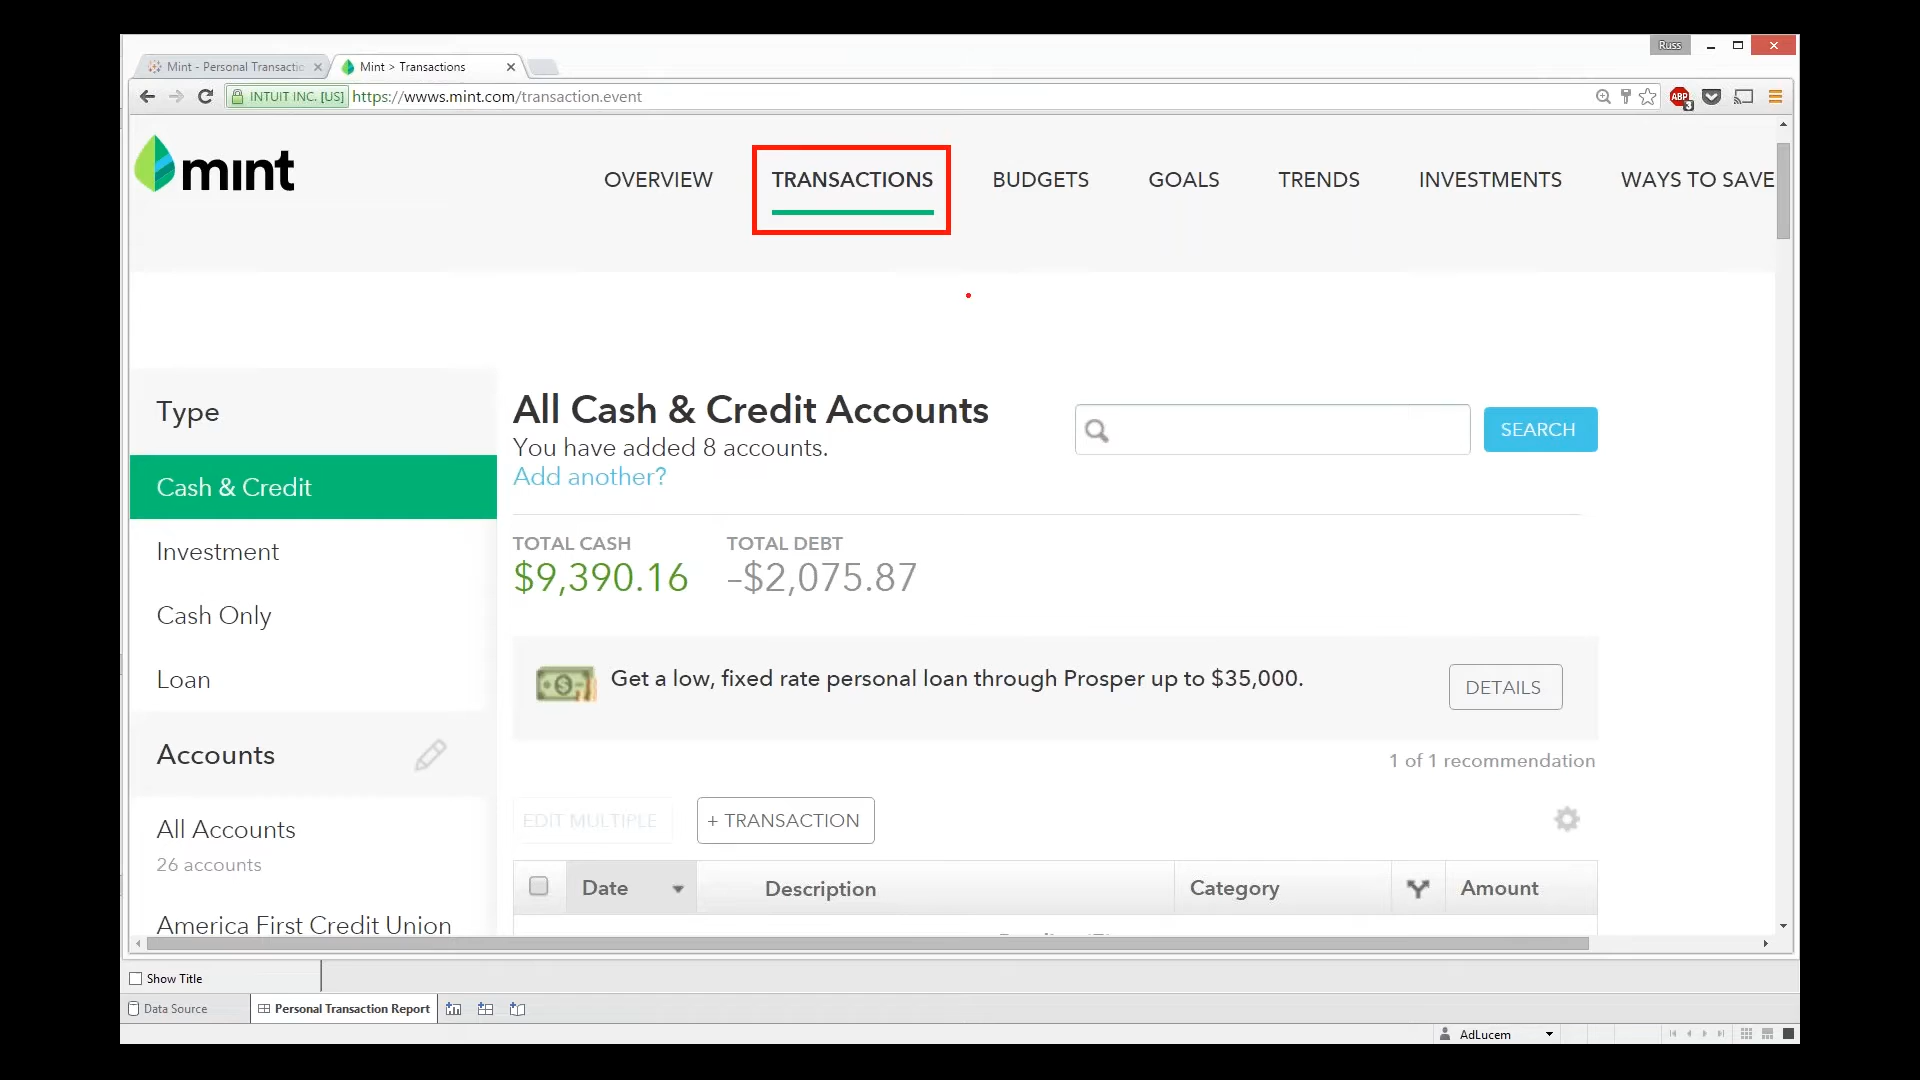 Russ
Mint - Personal Transactic
Mint > Transactions
INTUIT INC. [US]
https://wwws.mint.com/transaction.event
ABP
3
mint
OVERVIEW
TRANSACTIONS
BUDGETS
GOALS
TRENDS
INVESTMENTS
WAYS TO SAVE
Type
Cash & Credit
Investment
Cash Only
Loan
Accounts
All Accounts
26 accounts
America First Credit Union
All Cash & Credit Accounts
You have added 8 accounts.
Add another?
SEARCH
TOTAL CASH
$9,390.16
TOTAL DEBT
–$2,075.87
Get a low, fixed rate personal loan through Prosper up to $35,000.
DETAILS
1 of 1 recommendation
EDIT MULTIPLE
+ TRANSACTION
Date
Description
Category
Amount
Show Title
Data Source
Personal Transaction Report
AdLucem